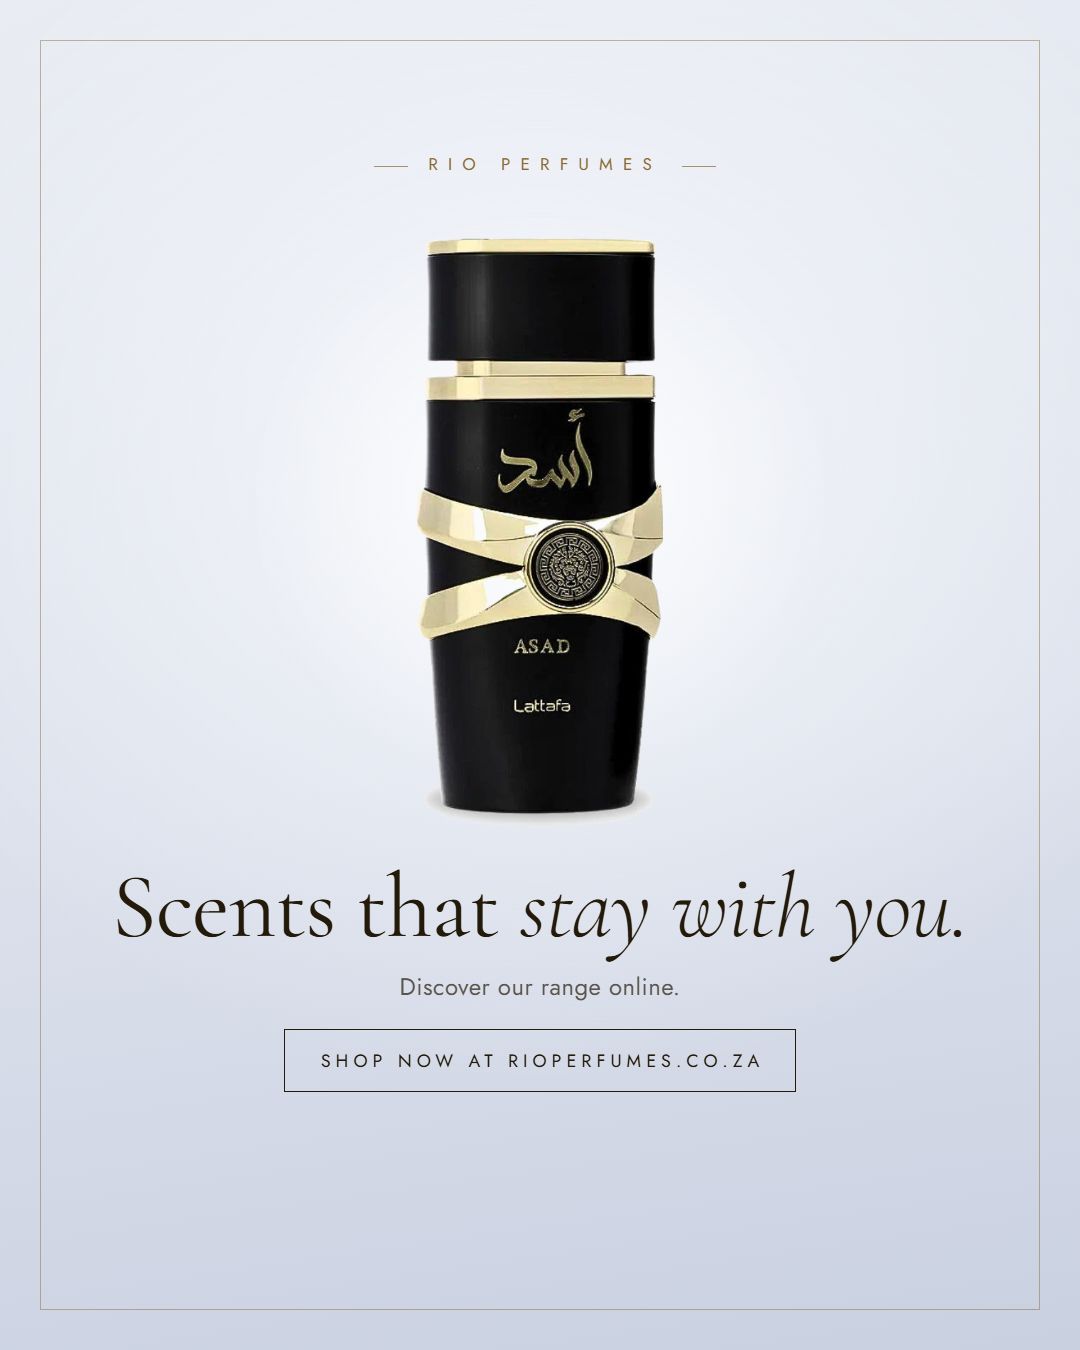 RIO PERFUMES
أسد
ASAD
Lattafa
Scents that stay with you.
Discover our range online.
SHOP NOW AT RIOPERFUMES.CO.ZA